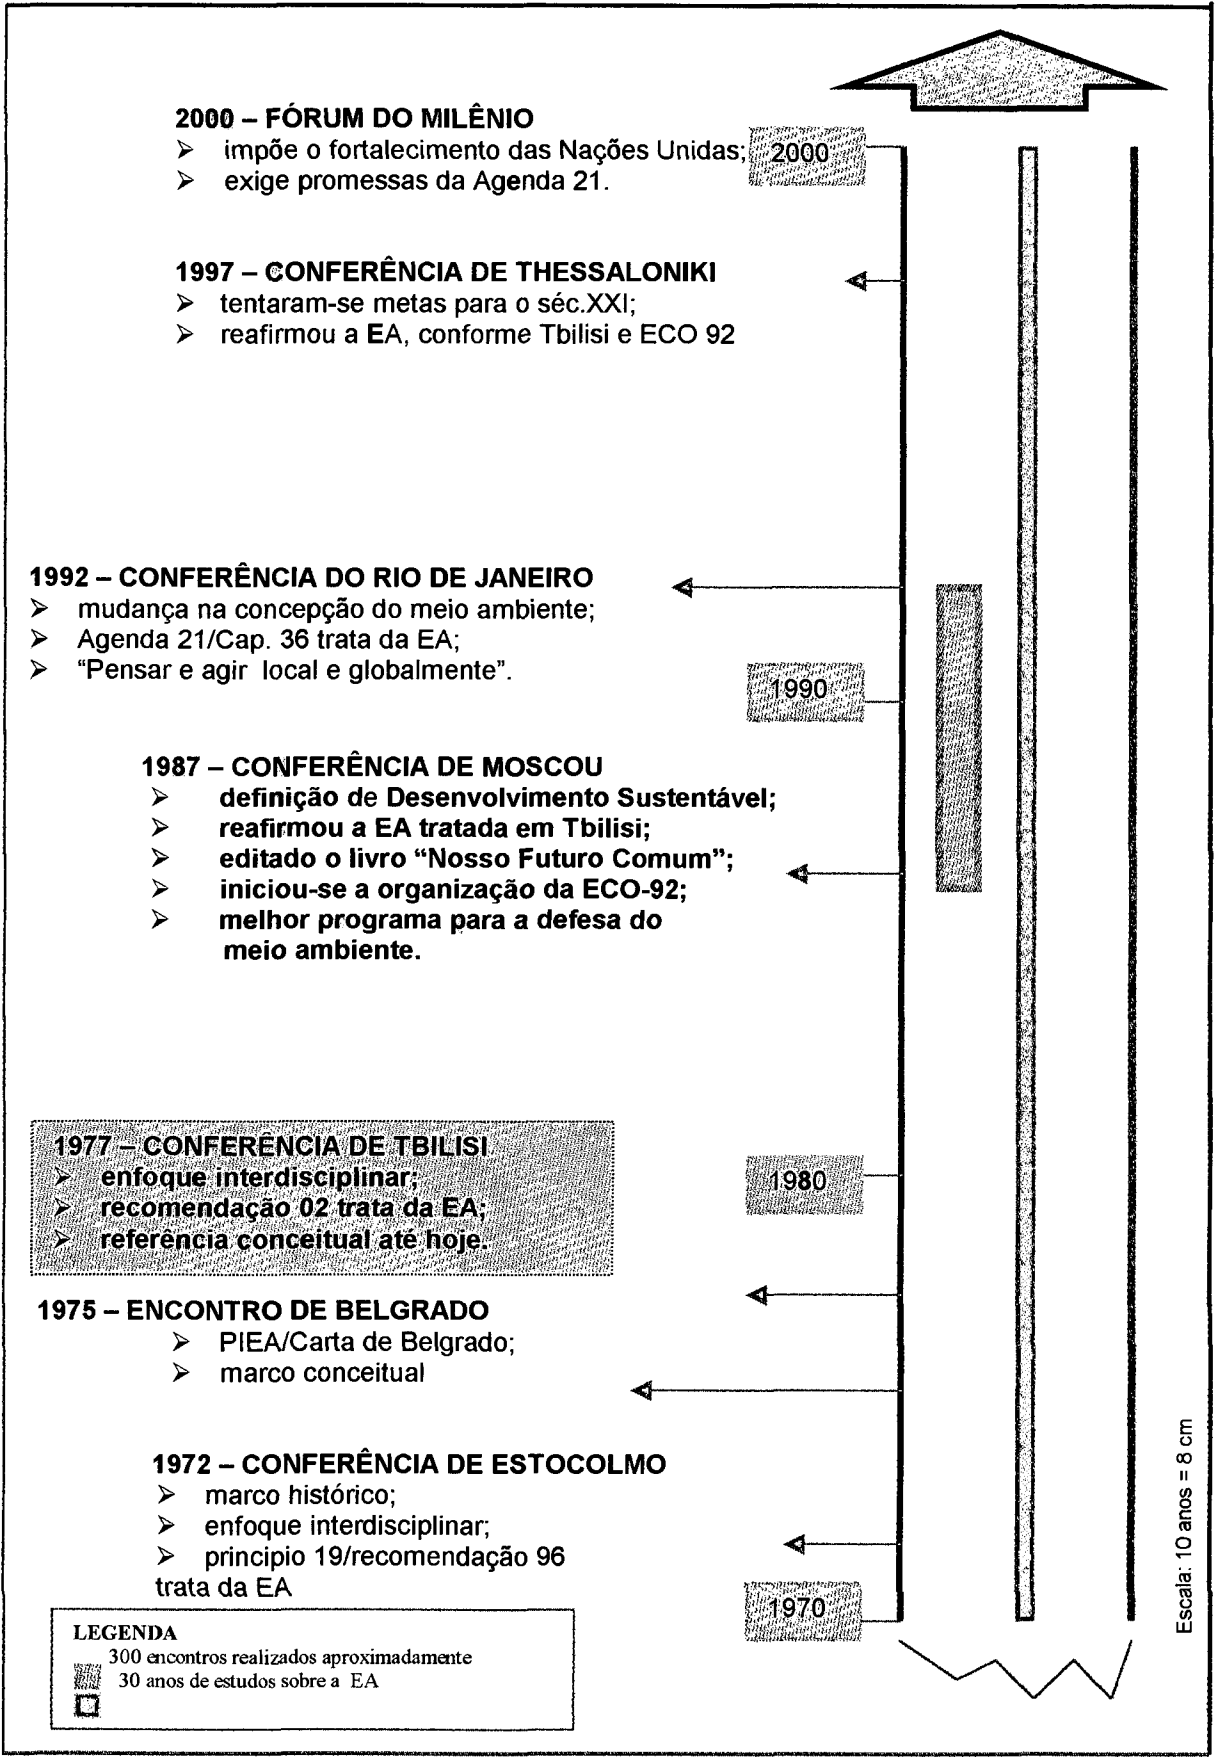 2000 – FÓRUM DO MILÊNIO
➢ impõe o fortalecimento das Nações Unidas;
➢ exige promessas da Agenda 21.
2000
1997 – CONFERÊNCIA DE THESSALONIKI
➢ tentaram-se metas para o séc.XXI;
➢ reafirmou a EA, conforme Tbilisi e ECO 92
1992 – CONFERÊNCIA DO RIO DE JANEIRO
➢ mudança na concepção do meio ambiente;
➢ Agenda 21/Cap. 36 trata da EA;
➢ “Pensar e agir local e globalmente”.
1990
1987 – CONFERÊNCIA DE MOSCOU
➢ definição de Desenvolvimento Sustentável;
➢ reafirmou a EA tratada em Tbilisi;
➢ editado o livro “Nosso Futuro Comum”;
➢ iniciou-se a organização da ECO-92;
➢ melhor programa para a defesa do
meio ambiente.
1977 – CONFERÊNCIA DE TBILISI
➢ enfoque interdisciplinar;
➢ recomendação 02 trata da EA;
➢ referência conceitual até hoje.
1980
1975 – ENCONTRO DE BELGRADO
➢ PIEA/Carta de Belgrado;
➢ marco conceitual
1972 – CONFERÊNCIA DE ESTOCOLMO
➢ marco histórico;
➢ enfoque interdisciplinar;
➢ principio 19/recomendação 96
trata da EA
1970
Escala: 10 anos = 8 cm
LEGENDA
300 encontros realizados aproximadamente
30 anos de estudos sobre a EA